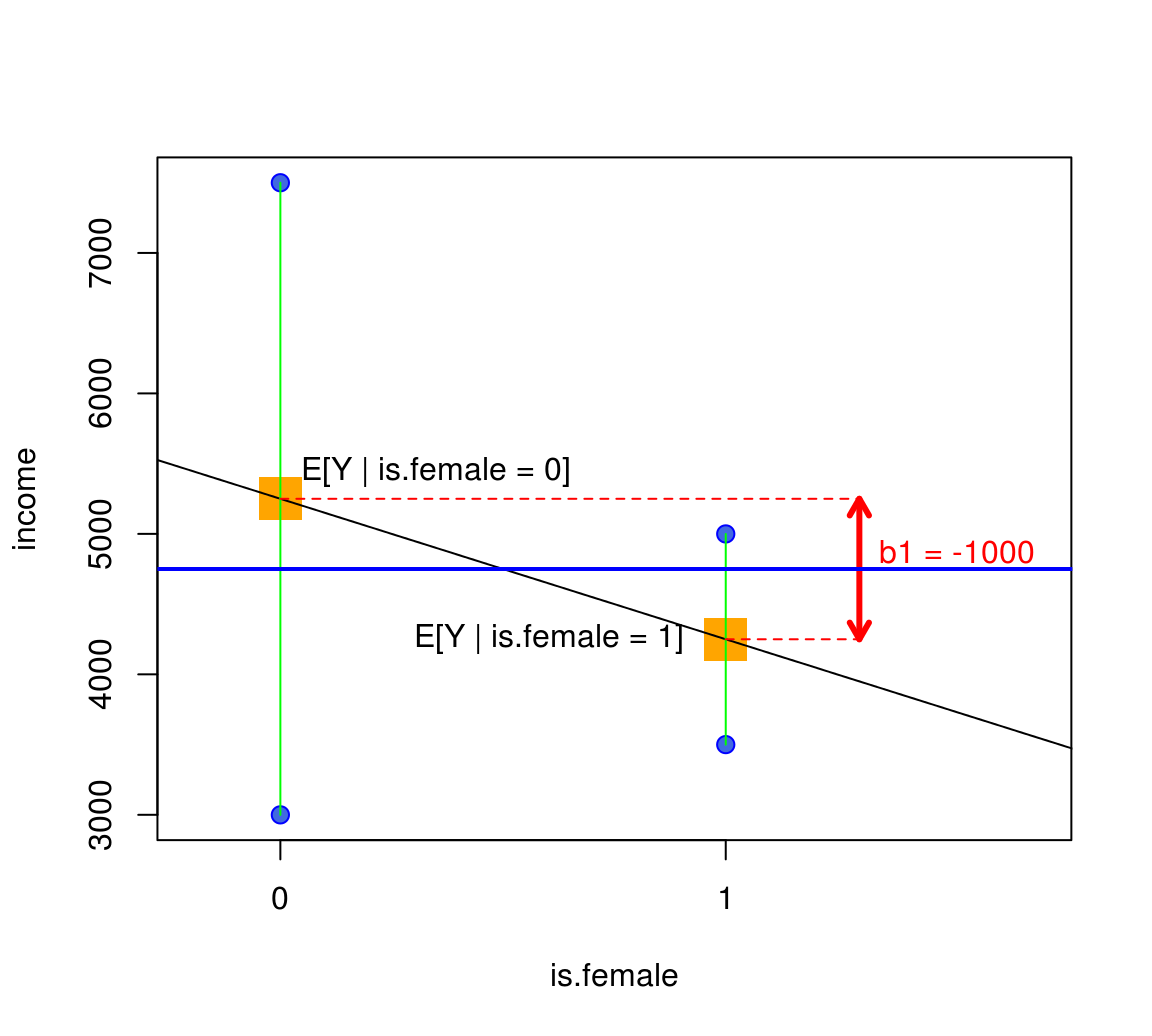 7000
6000
5000
4000
3000
income
E[Y | is.female = 0]
b1 = -1000
E[Y | is.female = 1]
0
1
is.female